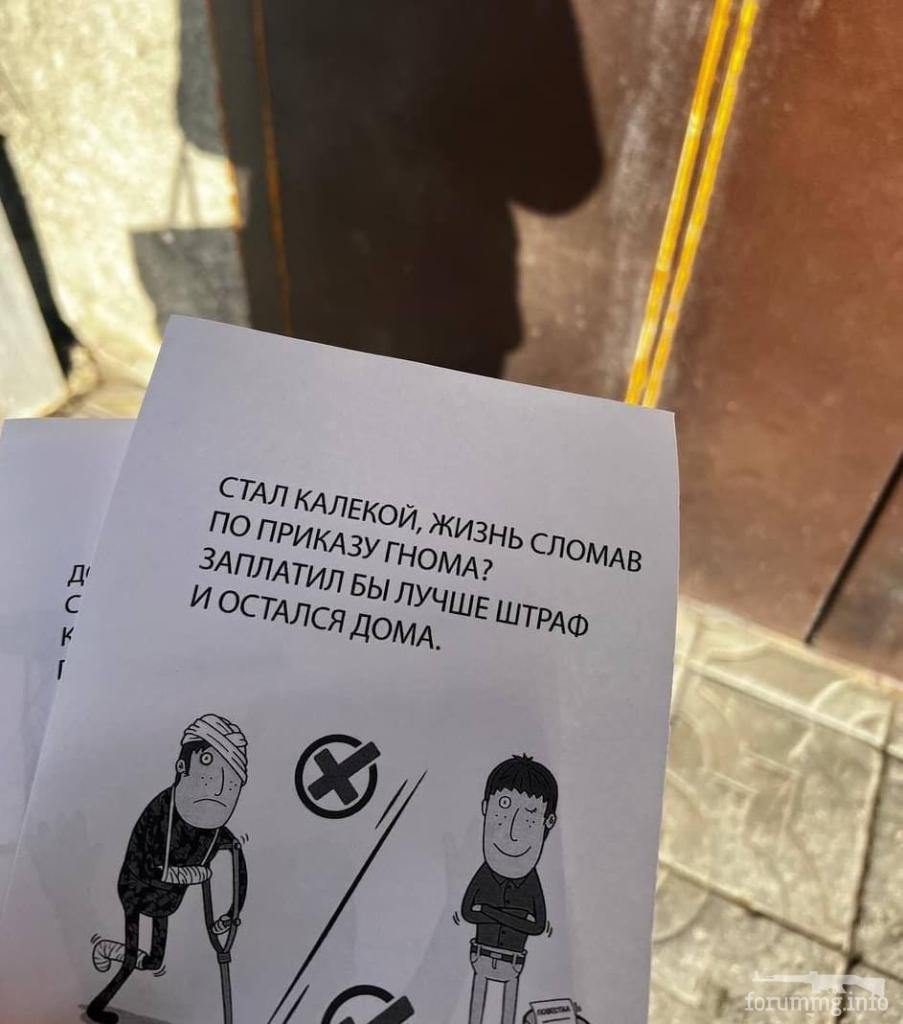 СТАЛ КАЛЕКОЙ, ЖИЗНЬ СЛОМАВ
ПО ПРИКАЗУ ГНОМА?
ЗАПЛАТИЛ БЫ ЛУЧШЕ ШТРАФ
И ОСТАЛСЯ ДОМА.
ПОВЕСТКА
forummg.info